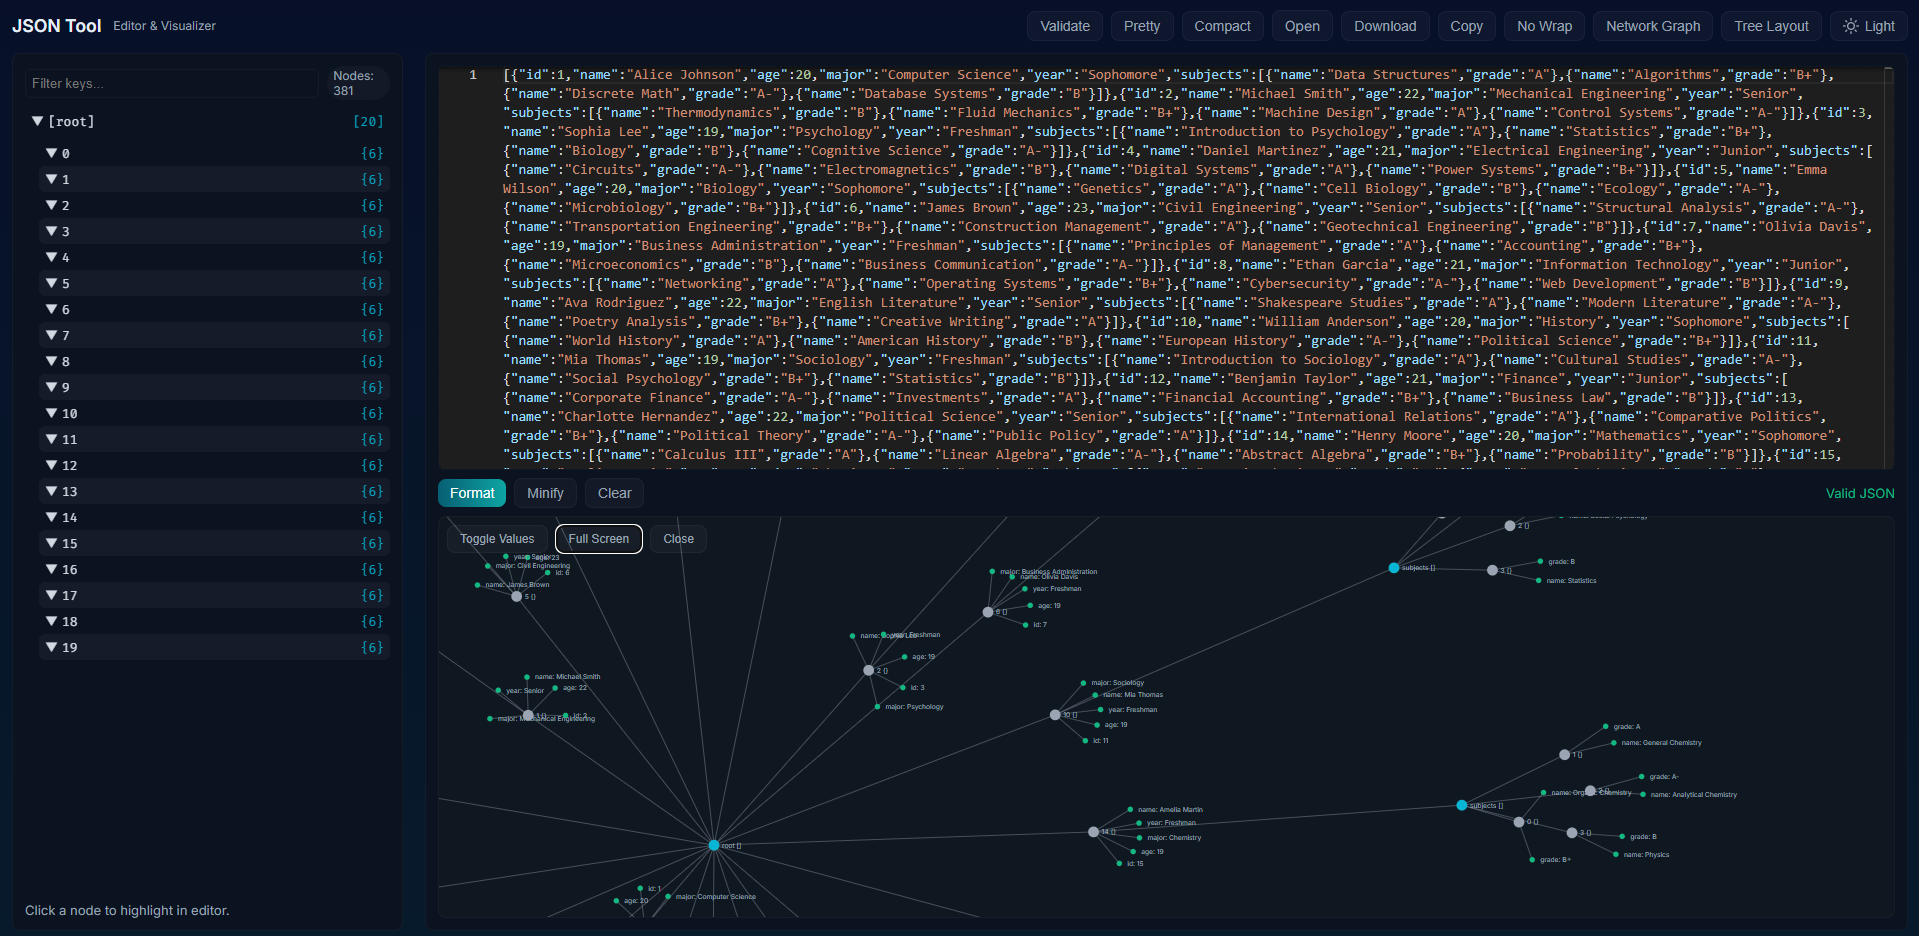 JSON Tool Editor & Visualizer
Validate Pretty Compact Open Download Copy No Wrap Network Graph Tree Layout Light
Filter keys...
Nodes: 381
[root] [20]
0 {6}
1 {6}
2 {6}
3 {6}
4 {6}
5 {6}
6 {6}
7 {6}
8 {6}
9 {6}
10 {6}
11 {6}
12 {6}
13 {6}
14 {6}
15 {6}
16 {6}
17 {6}
18 {6}
19 {6}
Click a node to highlight in editor.
1
[{"id":1,"name":"Alice Johnson","age":20,"major":"Computer Science","year":"Sophomore","subjects":[{"name":"Data Structures","grade":"A"},{"name":"Algorithms","grade":"B+"},
{"name":"Discrete Math","grade":"A-"},{"name":"Database Systems","grade":"B"}]},{"id":2,"name":"Michael Smith","age":22,"major":"Mechanical Engineering","year":"Senior",
"subjects":[{"name":"Thermodynamics","grade":"B"},{"name":"Fluid Mechanics","grade":"B+"},{"name":"Machine Design","grade":"A"},{"name":"Control Systems","grade":"A-"}]},{"id":3,
"name":"Sophia Lee","age":19,"major":"Psychology","year":"Freshman","subjects":[{"name":"Introduction to Psychology","grade":"A"},{"name":"Statistics","grade":"B+"},
{"name":"Biology","grade":"B"},{"name":"Cognitive Science","grade":"A-"}]},{"id":4,"name":"Daniel Martinez","age":21,"major":"Electrical Engineering","year":"Junior","subjects":[
{"name":"Circuits","grade":"A-"},{"name":"Electromagnetics","grade":"B"},{"name":"Digital Systems","grade":"A"},{"name":"Power Systems","grade":"B+"}]},{"id":5,"name":"Emma
Wilson","age":20,"major":"Biology","year":"Sophomore","subjects":[{"name":"Genetics","grade":"A"},{"name":"Cell Biology","grade":"B"},{"name":"Ecology","grade":"A-"},
{"name":"Microbiology","grade":"B+"}]},{"id":6,"name":"James Brown","age":23,"major":"Civil Engineering","year":"Senior","subjects":[{"name":"Structural Analysis","grade":"A-"},
{"name":"Transportation Engineering","grade":"B+"},{"name":"Construction Management","grade":"A"},{"name":"Geotechnical Engineering","grade":"B"}]},{"id":7,"name":"Olivia Davis",
"age":19,"major":"Business Administration","year":"Freshman","subjects":[{"name":"Principles of Management","grade":"A"},{"name":"Accounting","grade":"B+"},
{"name":"Microeconomics","grade":"B"},{"name":"Business Communication","grade":"A-"}]},{"id":8,"name":"Ethan Garcia","age":21,"major":"Information Technology","year":"Junior",
"subjects":[{"name":"Networking","grade":"A"},{"name":"Operating Systems","grade":"B+"},{"name":"Cybersecurity","grade":"A-"},{"name":"Web Development","grade":"B"}]},{"id":9,
"name":"Ava Rodriguez","age":22,"major":"English Literature","year":"Senior","subjects":[{"name":"Shakespeare Studies","grade":"A"},{"name":"Modern Literature","grade":"A-"},
{"name":"Poetry Analysis","grade":"B+"},{"name":"Creative Writing","grade":"A"}]},{"id":10,"name":"William Anderson","age":20,"major":"History","year":"Sophomore","subjects":[
{"name":"World History","grade":"A"},{"name":"American History","grade":"B"},{"name":"European History","grade":"A-"},{"name":"Political Science","grade":"B+"}]},{"id":11,
"name":"Mia Thomas","age":19,"major":"Sociology","year":"Freshman","subjects":[{"name":"Introduction to Sociology","grade":"A"},{"name":"Cultural Studies","grade":"A-"},
{"name":"Social Psychology","grade":"B+"},{"name":"Statistics","grade":"B"}]},{"id":12,"name":"Benjamin Taylor","age":21,"major":"Finance","year":"Junior","subjects":[
{"name":"Corporate Finance","grade":"A-"},{"name":"Investments","grade":"A"},{"name":"Financial Accounting","grade":"B+"},{"name":"Business Law","grade":"B"}]},{"id":13,
"name":"Charlotte Hernandez","age":22,"major":"Political Science","year":"Senior","subjects":[{"name":"International Relations","grade":"A"},{"name":"Comparative Politics",
"grade":"B+"},{"name":"Political Theory","grade":"A-"},{"name":"Public Policy","grade":"A"}]},{"id":14,"name":"Henry Moore","age":20,"major":"Mathematics","year":"Sophomore",
"subjects":[{"name":"Calculus III","grade":"A"},{"name":"Linear Algebra","grade":"A-"},{"name":"Abstract Algebra","grade":"B+"},{"name":"Probability","grade":"B"}]},{"id":15,
Format Minify Clear Valid JSON
Toggle Values Full Screen Close
year: Senior
age: 23
major: Civil Engineering
id: 6
name: James Brown
5 {}
name: Michael Smith
year: Senior
age: 22
major: Mechanical Engineering
1 {}
id: 2
name: Sophia Lee
year: Freshman
age: 19
2 {}
id: 3
major: Psychology
major: Business Administration
name: Olivia Davis
year: Freshman
age: 19
6 {}
id: 7
major: Sociology
name: Mia Thomas
year: Freshman
10 {}
age: 19
id: 11
2 {}
subjects []
3 {}
grade: B
name: Statistics
name: Amelia Martin
year: Freshman
14 {}
major: Chemistry
age: 19
id: 15
grade: A
name: General Chemistry
1 {}
grade: A-
2 {}
name: Organic Chemistry
name: Analytical Chemistry
subjects []
0 {}
3 {}
grade: B
name: Physics
grade: B+
root []
id: 1
age: 20
major: Computer Science